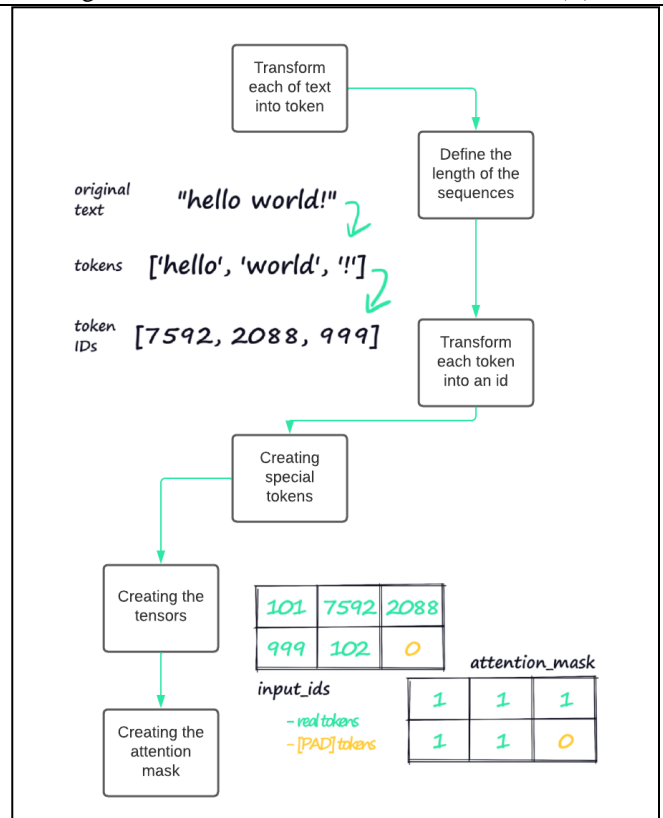 Transform
each of text
into token
Define the
length of the
sequences
original
text
"hello world!"
tokens
['hello', 'world', '!']
token
IDs
[7592, 2088, 999]
Transform
each token
into an id
Creating
special
tokens
Creating the
tensors
101 7592 2088
999 102 0
input_ids
- real tokens
- [PAD] tokens
attention_mask
1 1 1
1 1 0
Creating the
attention
mask